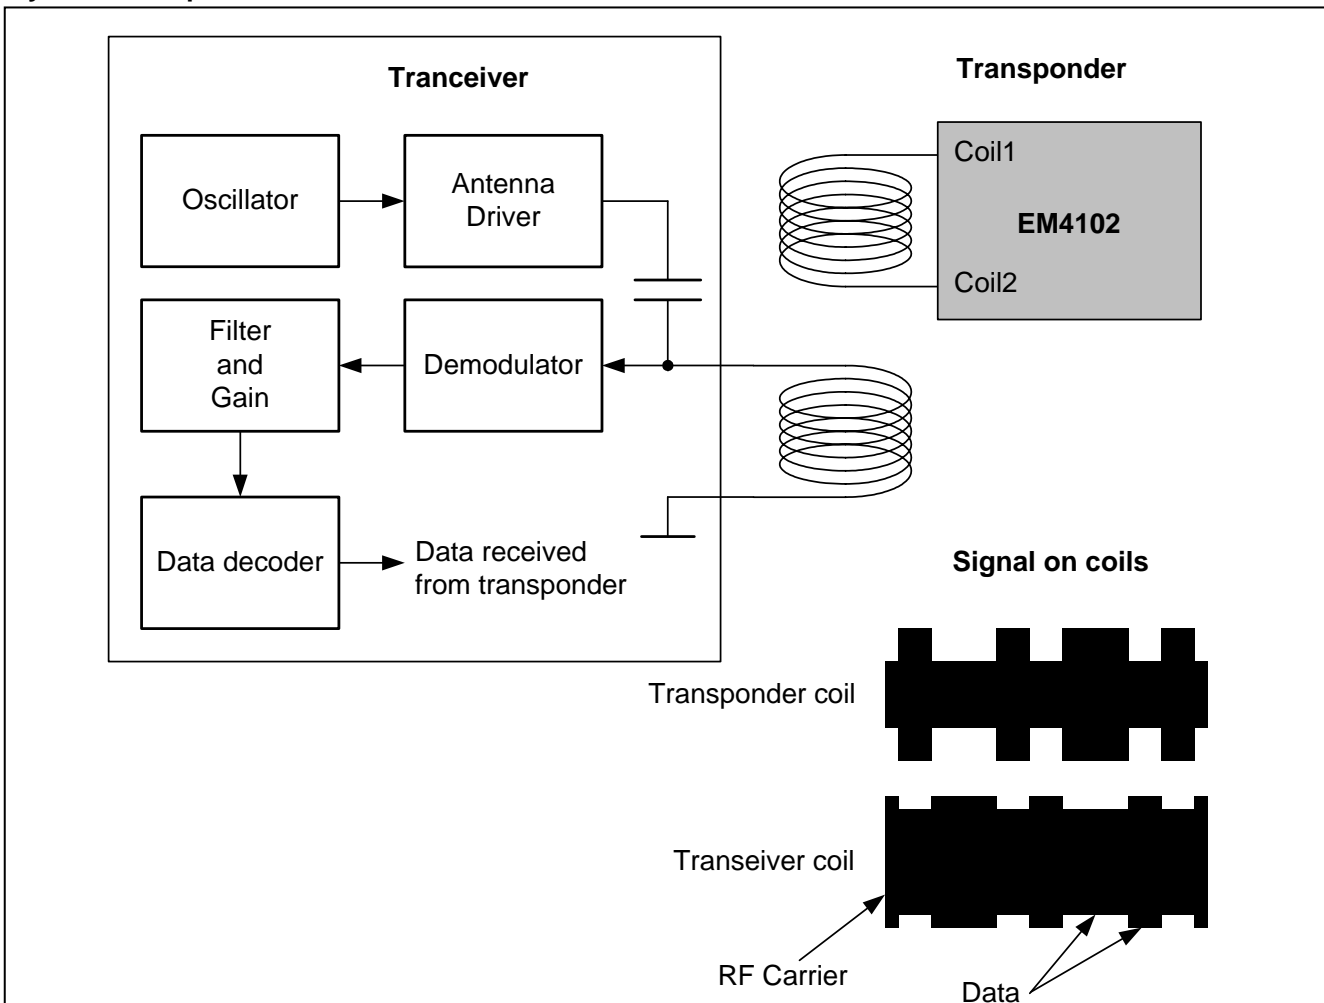 Tranceiver
Transponder
Oscillator
Antenna
Driver
Coil1
EM4102
Coil2
Filter
and
Gain
Demodulator
Data decoder
Data received
from transponder
Signal on coils
Transponder coil
Transeiver coil
RF Carrier
Data